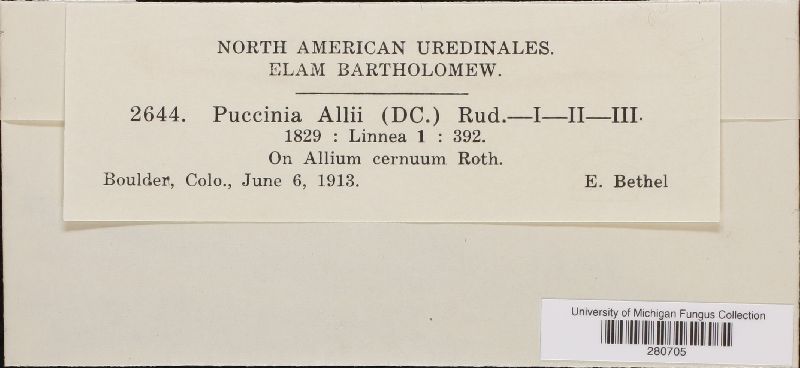 NORTH AMERICAN UREDINALES.
ELAM BARTHOLOMEW.
2644. Puccinia Allii (DC.) Rud.—I—II—III.
1829 : Linnea 1 : 392.
On Allium cernuum Roth.
Boulder, Colo., June 6, 1913. E. Bethel
University of Michigan Fungus Collection
280705